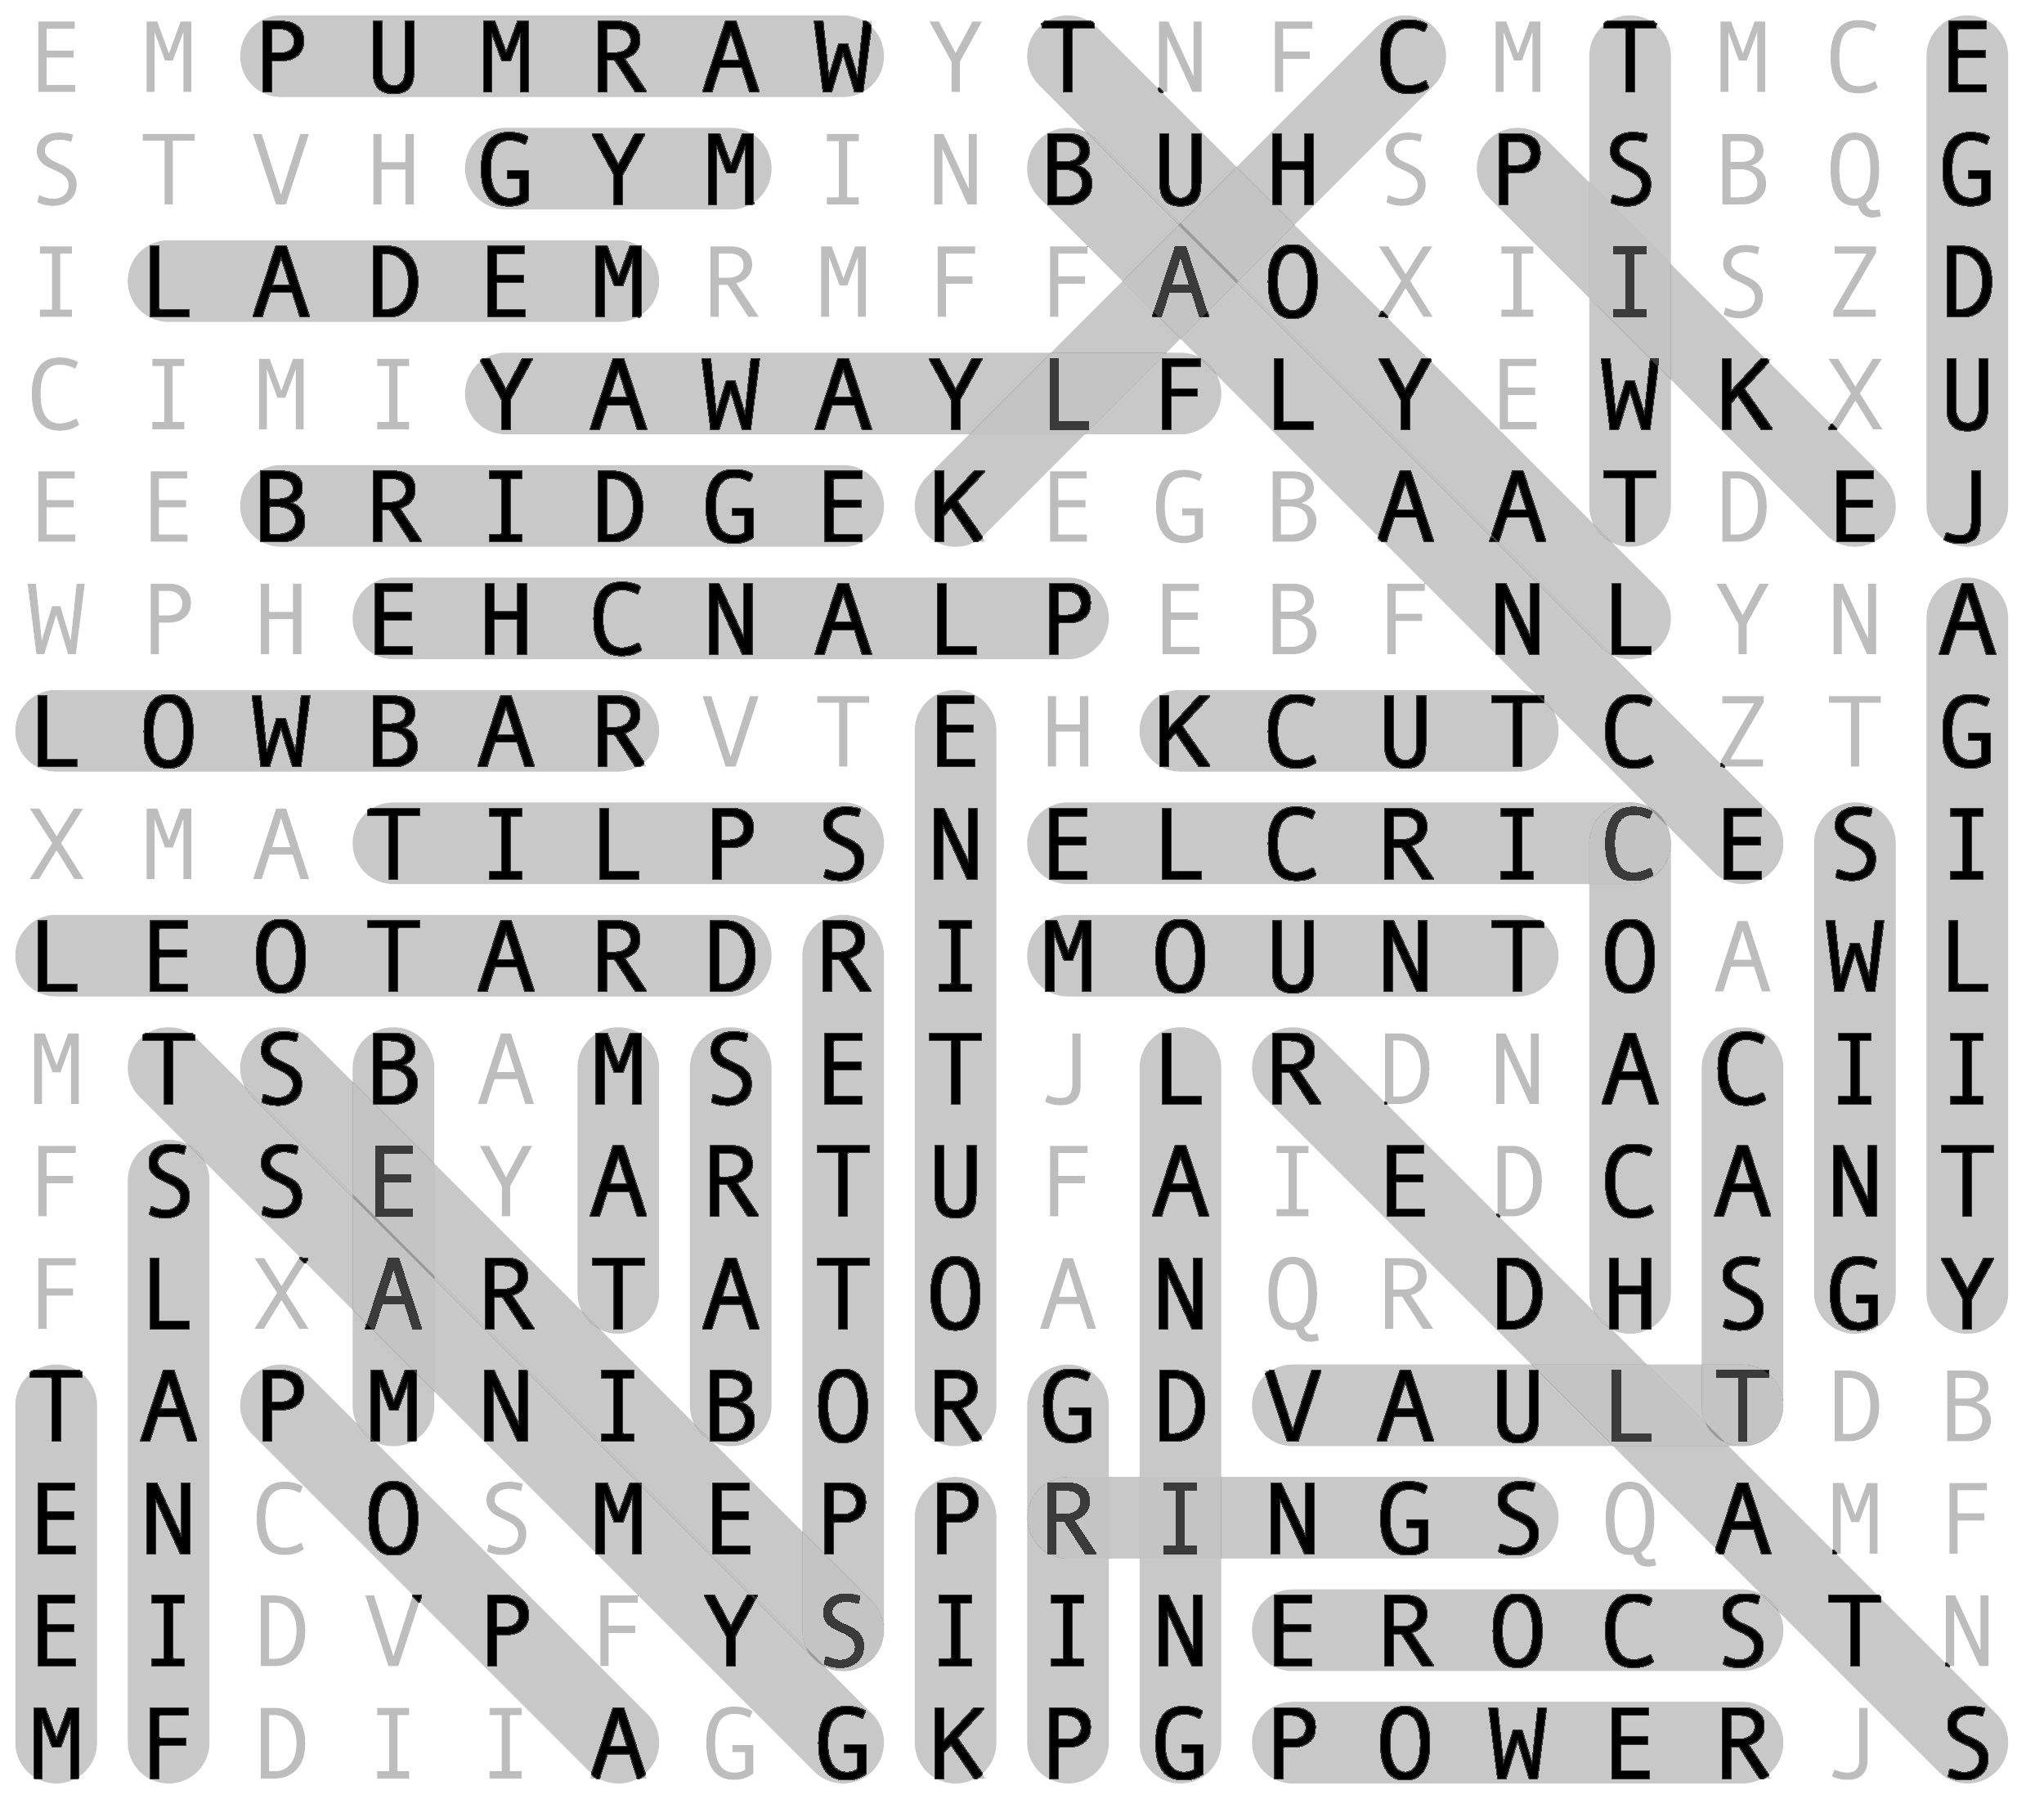 E M P U M R A W Y T N F C M T M C E
S T V H G Y M I N B U H S P S B Q G
I L A D E M R M F F A O X I I S Z D
C I M I Y A W A Y L F L Y E W K X U
E E B R I D G E K E G B A A T D E J
W P H E H C N A L P E B F N L Y N A
L O W B A R V T E H K C U T C Z T G
X M A T I L P S N E L C R I C E S I
L E O T A R D R I M O U N T O A W L
M T S B A M S E T J L R D N A C I I
F S S E Y A R T U F A I E D C A N T
F L X A R T A T O A N Q R D H S G Y
T A P M N I B O R G D V A U L T D B
E N C O S M E P P R I N G S Q A M F
E I D V P F Y S I I N E R O C S T N
M F D I I A G G K P G P O W E R J S